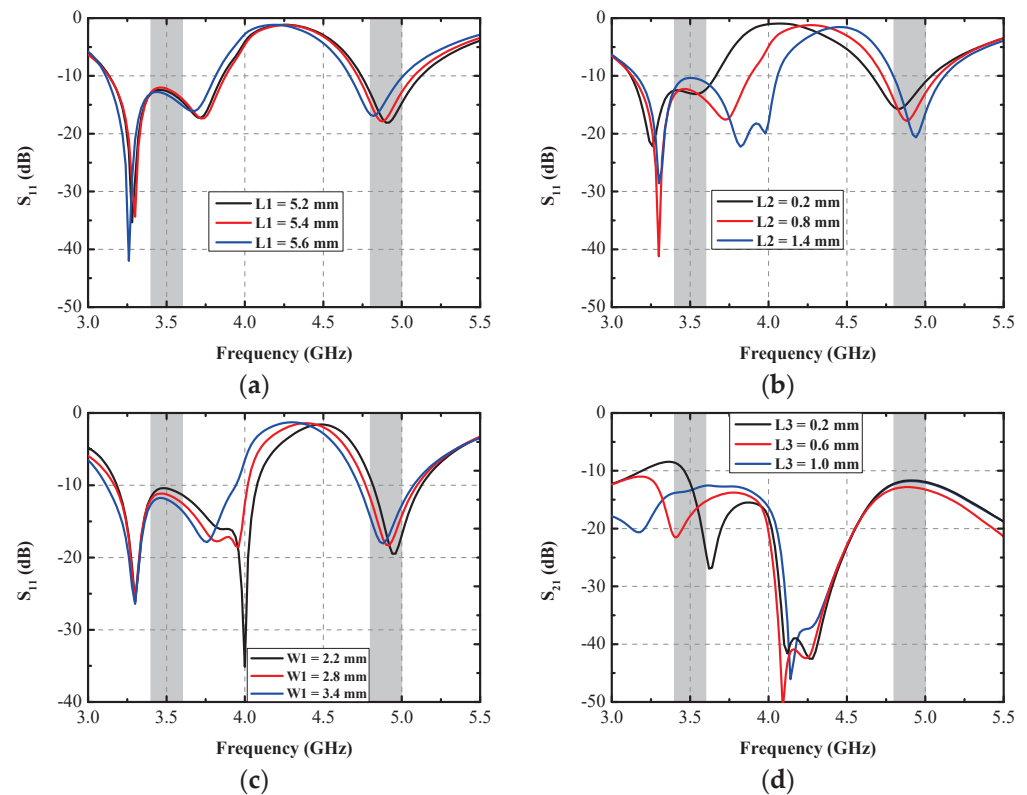 0
-10
-20
-30
-40
-50
S11 (dB)
L1 = 5.2 mm
L1 = 5.4 mm
L1 = 5.6 mm
3.0 3.5 4.0 4.5 5.0 5.5
Frequency (GHz)
(a)
0
-10
-20
-30
-40
-50
S11 (dB)
L2 = 0.2 mm
L2 = 0.8 mm
L2 = 1.4 mm
3.0 3.5 4.0 4.5 5.0 5.5
Frequency (GHz)
(b)
0
-10
-20
-30
-40
S11 (dB)
W1 = 2.2 mm
W1 = 2.8 mm
W1 = 3.4 mm
3.0 3.5 4.0 4.5 5.0 5.5
Frequency (GHz)
(c)
0
-10
-20
-30
-40
-50
S21 (dB)
L3 = 0.2 mm
L3 = 0.6 mm
L3 = 1.0 mm
3.0 3.5 4.0 4.5 5.0 5.5
Frequency (GHz)
(d)